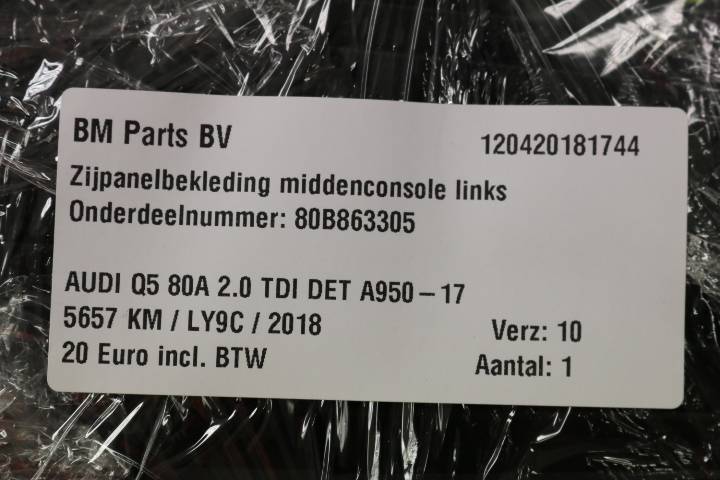 BM Parts BV 120420181744
Zijpanelbekleding middenconsole links
Onderdeelnummer: 80B863305
AUDI Q5 80A 2.0 TDI DET A950-17
5657 KM / LY9C / 2018 Verz: 10
20 Euro incl. BTW Aantal: 1